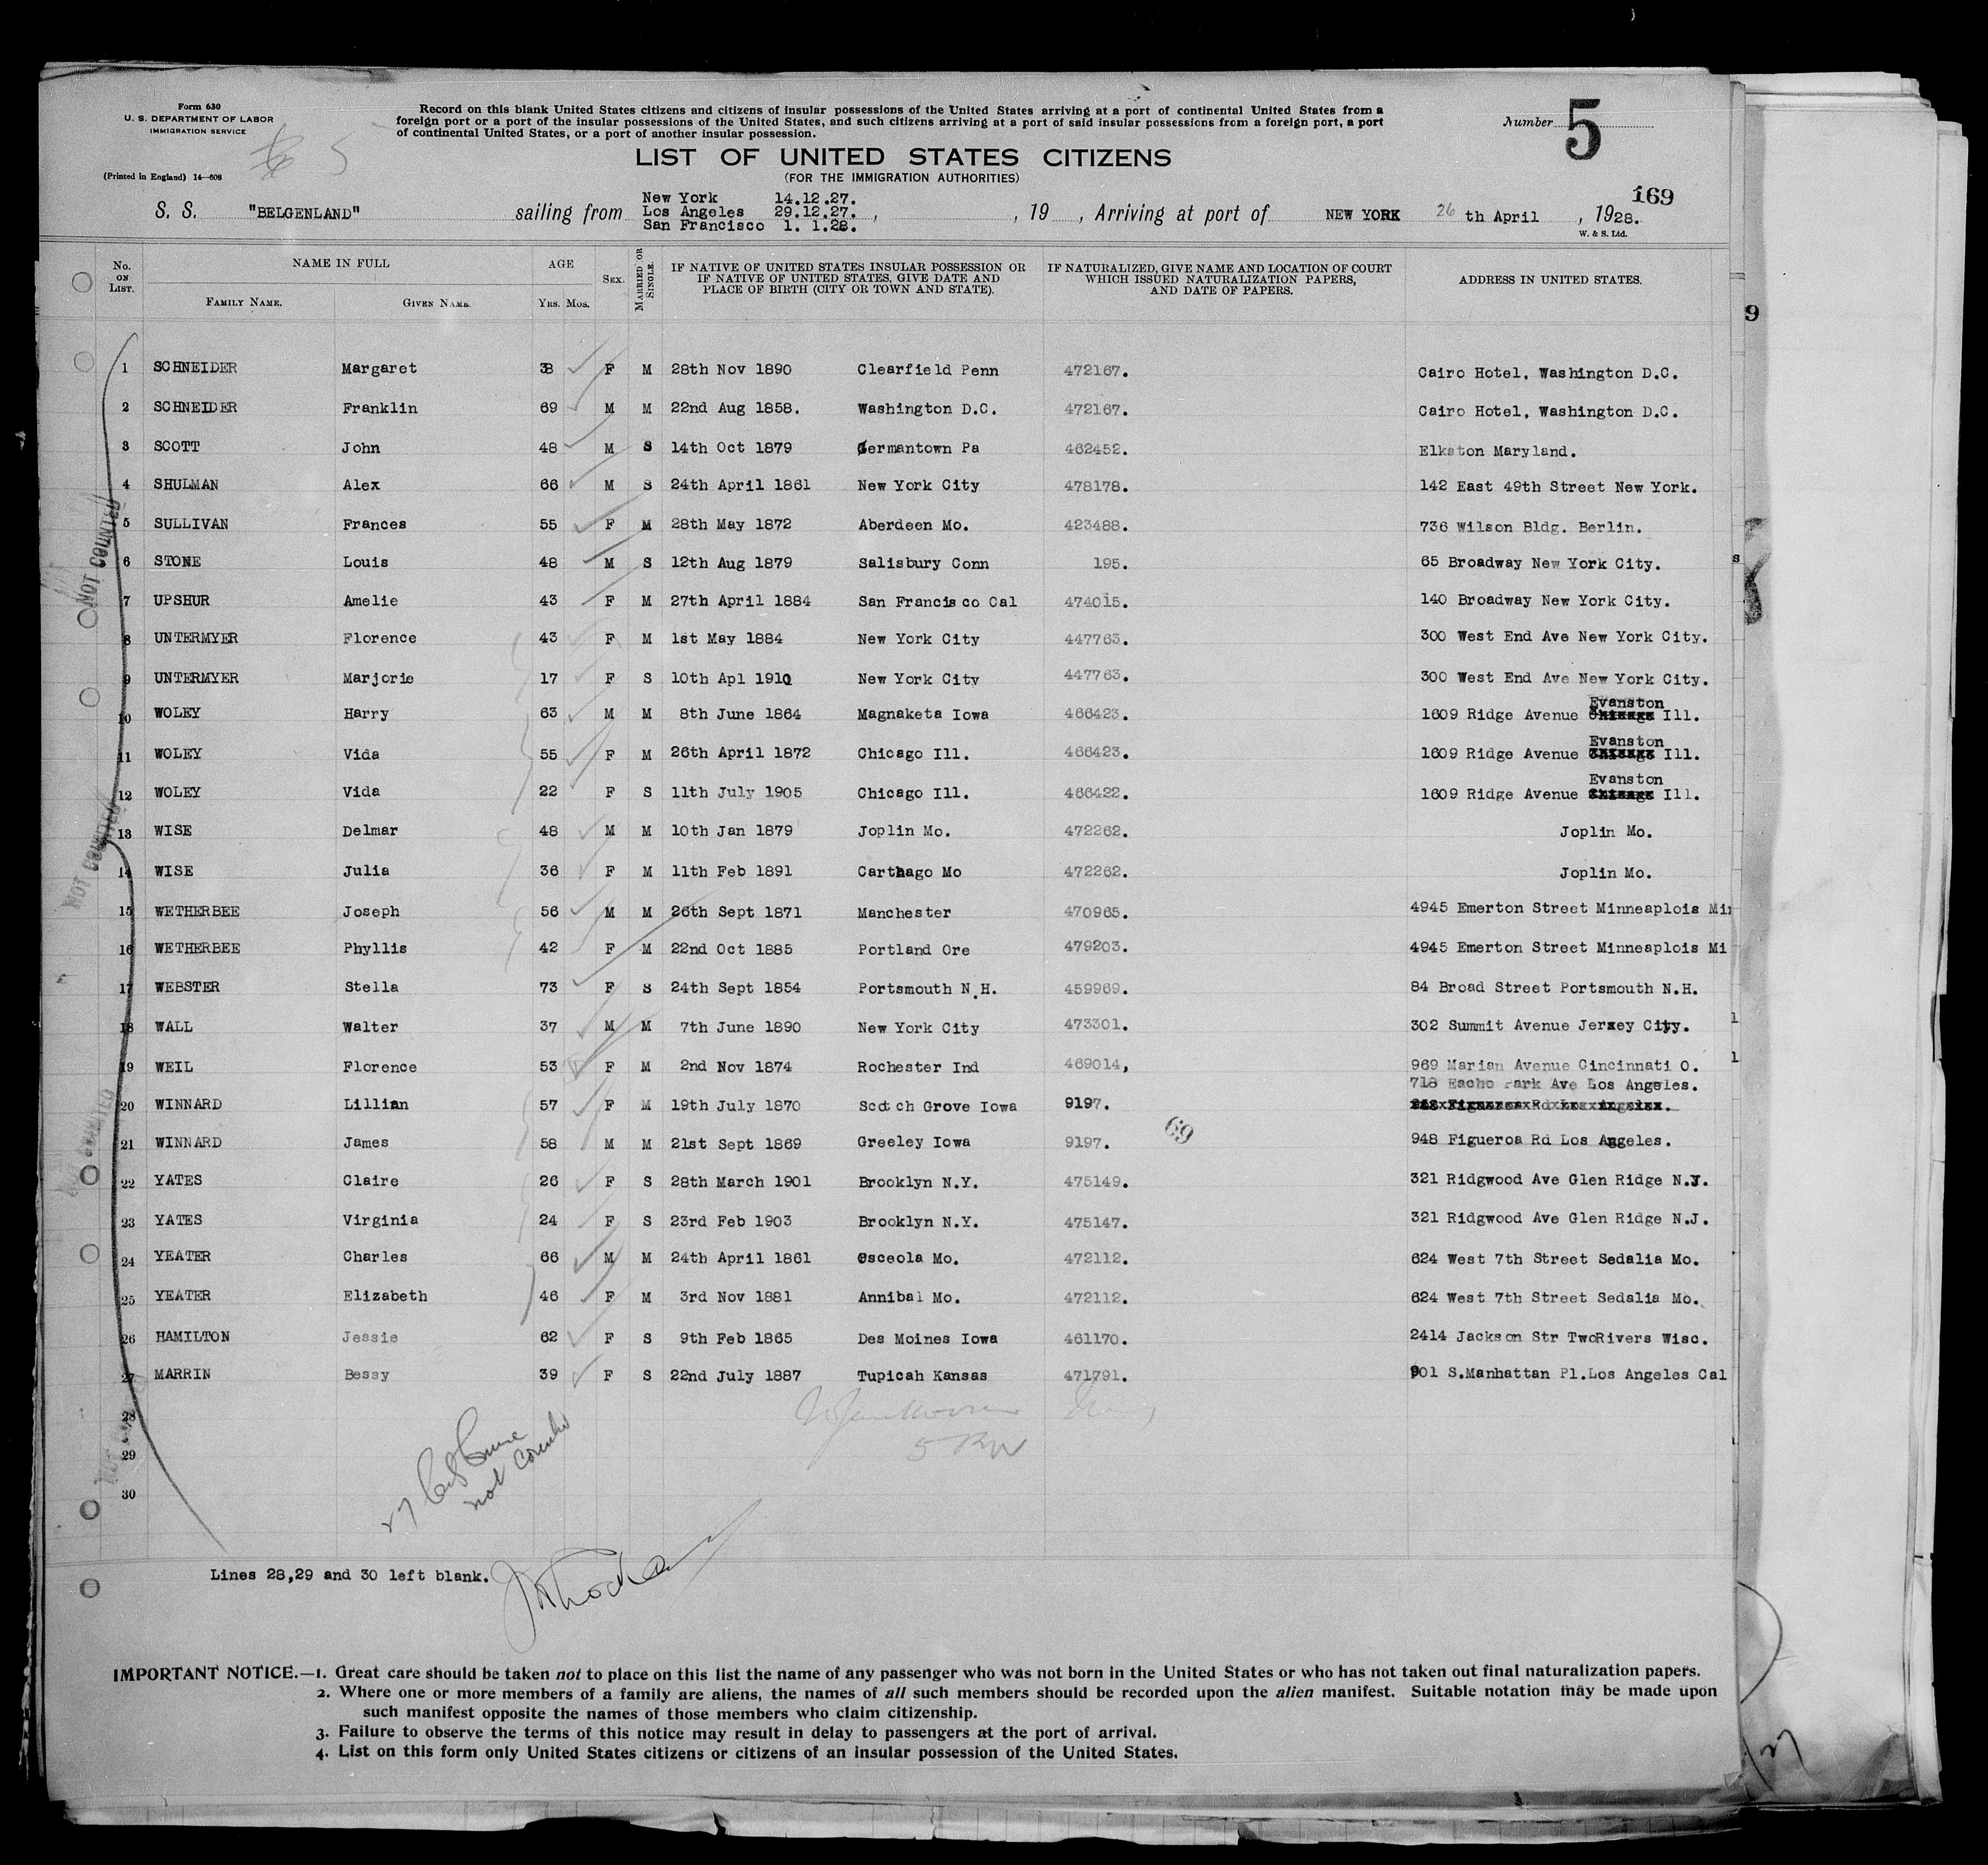 Form 630
U. S. DEPARTMENT OF LABOR
IMMIGRATION SERVICE
(Printed in England) 14—608
5
Record on this blank United States citizens and citizens of insular possessions of the United States arriving at a port of continental United States from a
foreign port or a port of the insular possessions of the United States, and such citizens arriving at a port of said insular possessions from a foreign port, a port
of continental United States, or a port of another insular possession.
Number 5
LIST OF UNITED STATES CITIZENS
(FOR THE IMMIGRATION AUTHORITIES)
169
S. S. "BELGENLAND" sailing from New York 14.12.27. Los Angeles 29.12.27. San Francisco 1. 1.28. , , 19 , Arriving at port of NEW YORK 26 th April , 1928.
W. & S. Ltd.
No. ON LIST. NAME IN FULL FAMILY NAME. GIVEN NAME. AGE YRS. MOS. SEX. MARRIED OR SINGLE. IF NATIVE OF UNITED STATES INSULAR POSSESSION OR IF NATIVE OF UNITED STATES, GIVE DATE AND PLACE OF BIRTH (CITY OR TOWN AND STATE). IF NATURALIZED, GIVE NAME AND LOCATION OF COURT WHICH ISSUED NATURALIZATION PAPERS, AND DATE OF PAPERS. ADDRESS IN UNITED STATES.
9
1 SCHNEIDER Margaret 38 F M 28th Nov 1890 Clearfield Penn 472167. Cairo Hotel, Washington D.C.
2 SCHNEIDER Franklin 69 M M 22nd Aug 1858. Washington D.C. 472167. Cairo Hotel, Washington D.C.
3 SCOTT John 48 M S 14th Oct 1879 Germantown Pa 462452. Elkston Maryland.
4 SHULMAN Alex 66 M S 24th April 1861 New York City 478178. 142 East 49th Street New York.
5 SULLIVAN Frances 55 F M 28th May 1872 Aberdeen Mo. 423488. 736 Wilson Bldg. Berlin.
6 STONE Louis 48 M S 12th Aug 1879 Salisbury Conn 195. 65 Broadway New York City.
7 UPSHUR Amelie 43 F M 27th April 1884 San Francis co Cal 474015. 140 Broadway New York City.
8 UNTERMYER Florence 43 F M 1st May 1884 New York City 447763. 300 West End Ave New York City.
9 UNTERMYER Marjorie 17 F S 10th Apl 1910 New York City 447763. 300 West End Ave New York City.
Evanston
10 WOLEY Harry 63 M M 8th June 1864 Magnaketa Iowa 466423. 1609 Ridge Avenue Chicago Ill.
Evanston
11 WOLEY Vida 55 F M 26th April 1872 Chicago Ill. 466423. 1609 Ridge Avenue Chicago Ill.
Evanston
12 WOLEY Vida 22 F S 11th July 1905 Chicago Ill. 466422. 1609 Ridge Avenue Chicago Ill.
13 WISE Delmar 48 M M 10th Jan 1879 Joplin Mo. 472262. Joplin Mo.
14 WISE Julia 36 F M 11th Feb 1891 Carthago Mo 472262. Joplin Mo.
15 WETHERBEE Joseph 56 M M 26th Sept 1871 Manchester 470965. 4945 Emerton Street Minneaplois Min
16 WETHERBEE Phyllis 42 F M 22nd Oct 1885 Portland Ore 479203. 4945 Emerton Street Minneaplois Mi
17 WEBSTER Stella 73 F S 24th Sept 1854 Portsmouth N.H. 459969. 84 Broad Street Portsmouth N.H.
18 WALL Walter 37 M M 7th June 1890 New York City 473301. 302 Summit Avenue Jersey City.
19 WEIL Florence 53 F M 2nd Nov 1874 Rochester Ind 469014, 969 Marian Avenue Cincinnati O.
718 Eacho Park Ave Los Angeles.
20 WINNARD Lillian 57 F M 19th July 1870 Scotch Grove Iowa 9197.
69
21 WINNARD James 58 M M 21st Sept 1869 Greeley Iowa 9197. 948 Figueroa Rd Los Angeles.
22 YATES Claire 26 F S 28th March 1901 Brooklyn N.Y. 475149. 321 Ridgwood Ave Glen Ridge N.J.
23 YATES Virginia 24 F S 23rd Feb 1903 Brooklyn N.Y. 475147. 321 Ridgwood Ave Glen Ridge N.J.
24 YEATER Charles 66 M M 24th April 1861 Osceola Mo. 472112. 624 West 7th Street Sedalia Mo.
25 YEATER Elizabeth 46 F M 3rd Nov 1881 Annibal Mo. 472112. 624 West 7th Street Sedalia Mo.
26 HAMILTON Jessie 62 F S 9th Feb 1865 Des Moines Iowa 461170. 2414 Jackson Str TwoRivers Wisc.
27 MARRIN Bessy 39 F S 22nd July 1887 Tupicah Kansas 471791. 901 S.Manhattan Pl.Los Angeles Cal
28
29
30
NOT COUNTED
NOT COUNTED
27
not counted
Lines 28,29 and 30 left blank.
IMPORTANT NOTICE.—1. Great care should be taken not to place on this list the name of any passenger who was not born in the United States or who has not taken out final naturalization papers.
2. Where one or more members of a family are aliens, the names of all such members should be recorded upon the alien manifest. Suitable notation may be made upon
such manifest opposite the names of those members who claim citizenship.
3. Failure to observe the terms of this notice may result in delay to passengers at the port of arrival.
4. List on this form only United States citizens or citizens of an insular possession of the United States.